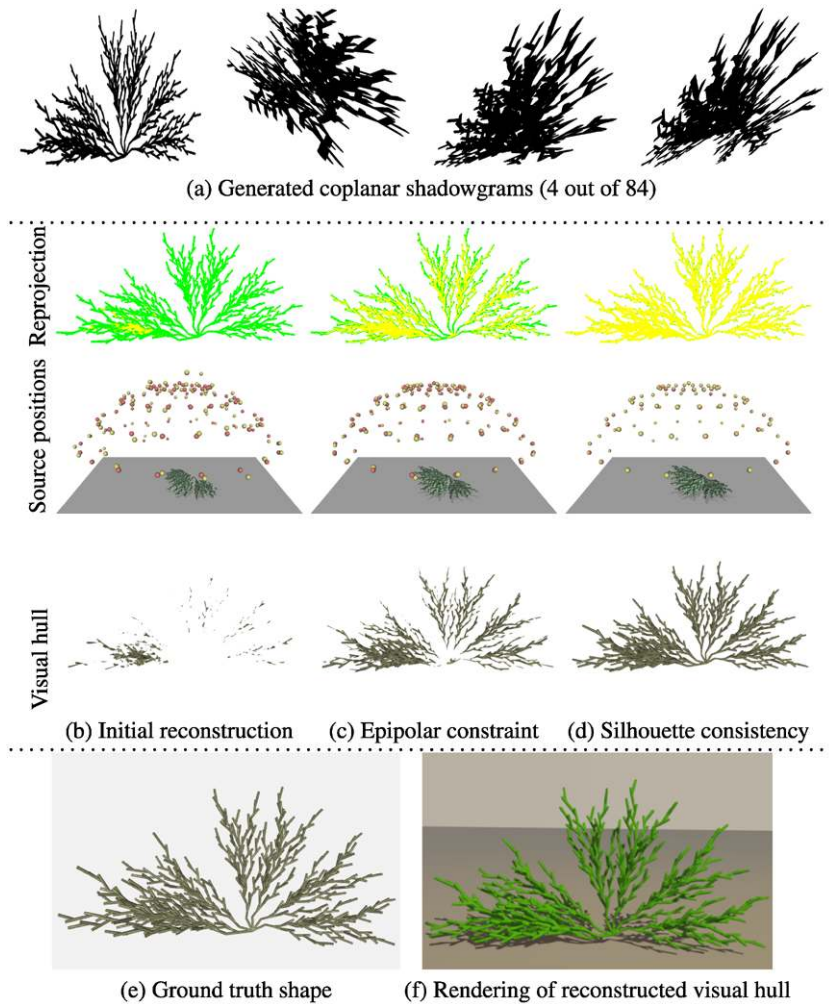 (a) Generated coplanar shadowgrams (4 out of 84)
Reprojection
Source positions
Visual hull
(b) Initial reconstruction
(c) Epipolar constraint
(d) Silhouette consistency
(e) Ground truth shape
(f) Rendering of reconstructed visual hull